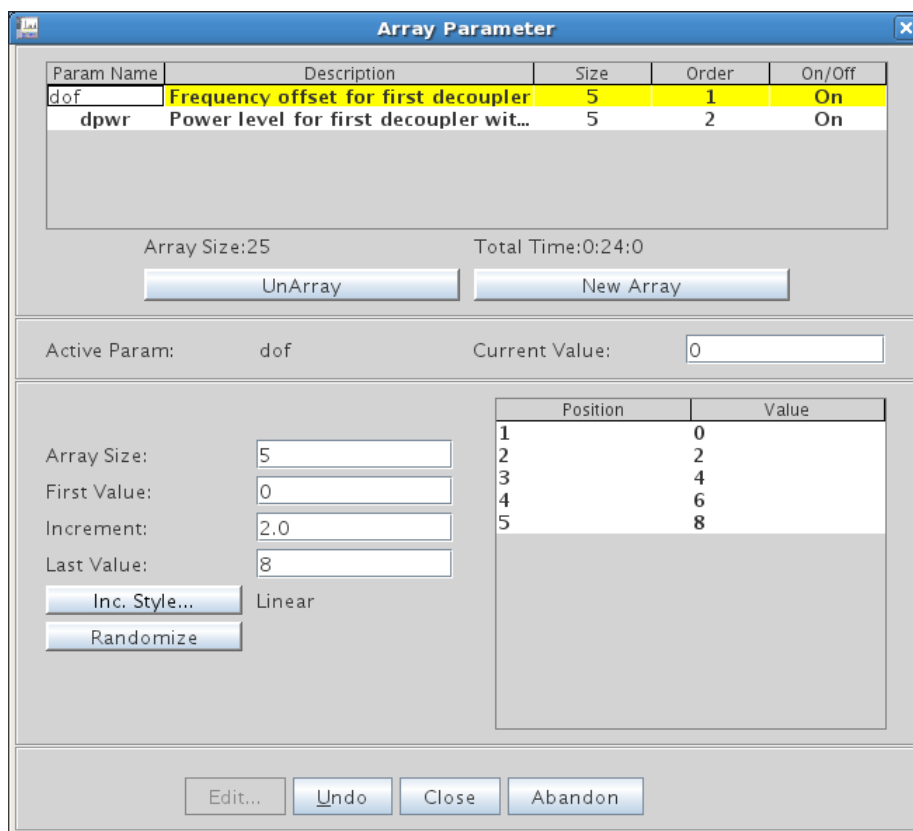 Array Parameter
Param Name Description Size Order On/Off
dof Frequency offset for first decoupler 5 1 On
dpwr Power level for first decoupler wit... 5 2 On
Array Size:25 Total Time:0:24:0
UnArray New Array
Active Param: dof Current Value: 0
Position Value
1 0
2 2
3 4
4 6
5 8
Array Size: 5
First Value: 0
Increment: 2.0
Last Value: 8
Inc. Style... Linear
Randomize
Edit... Undo Close Abandon